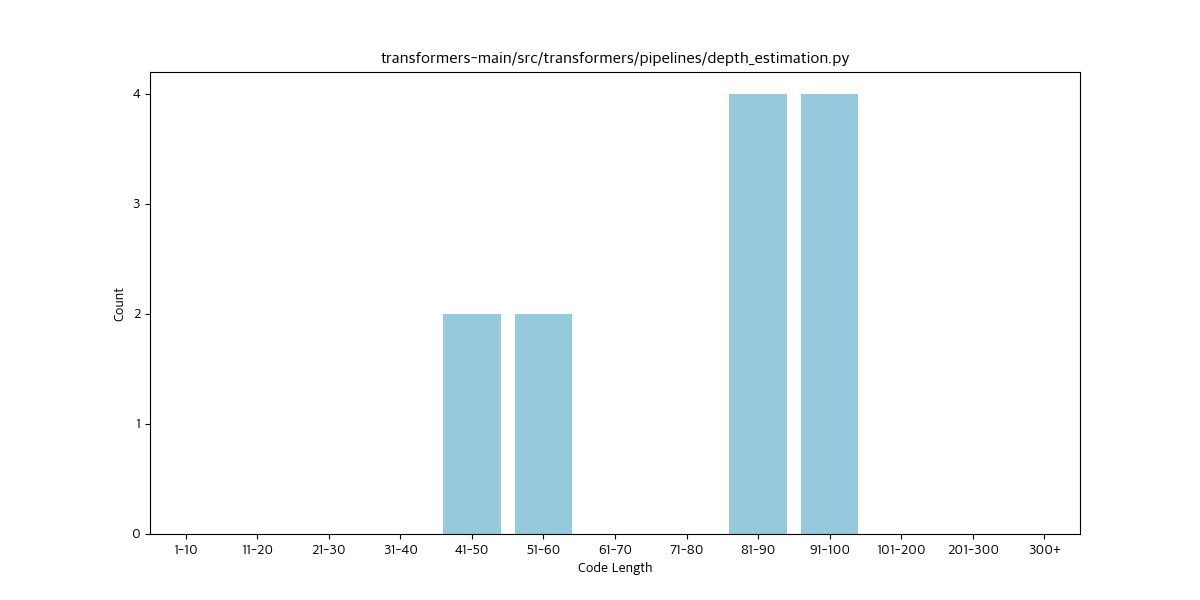 transformers-main/src/transformers/pipelines/depth_estimation.py
4
3
2
1
0
Count
1-10 11-20 21-30 31-40 41-50 51-60 61-70 71-80 81-90 91-100 101-200 201-300 300+
Code Length